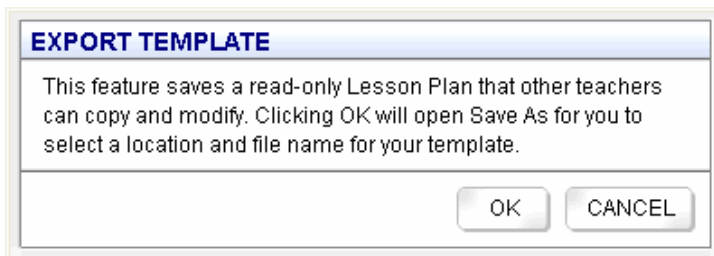 EXPORT TEMPLATE
This feature saves a read-only Lesson Plan that other teachers
can copy and modify. Clicking OK will open Save As for you to
select a location and file name for your template.
OK CANCEL